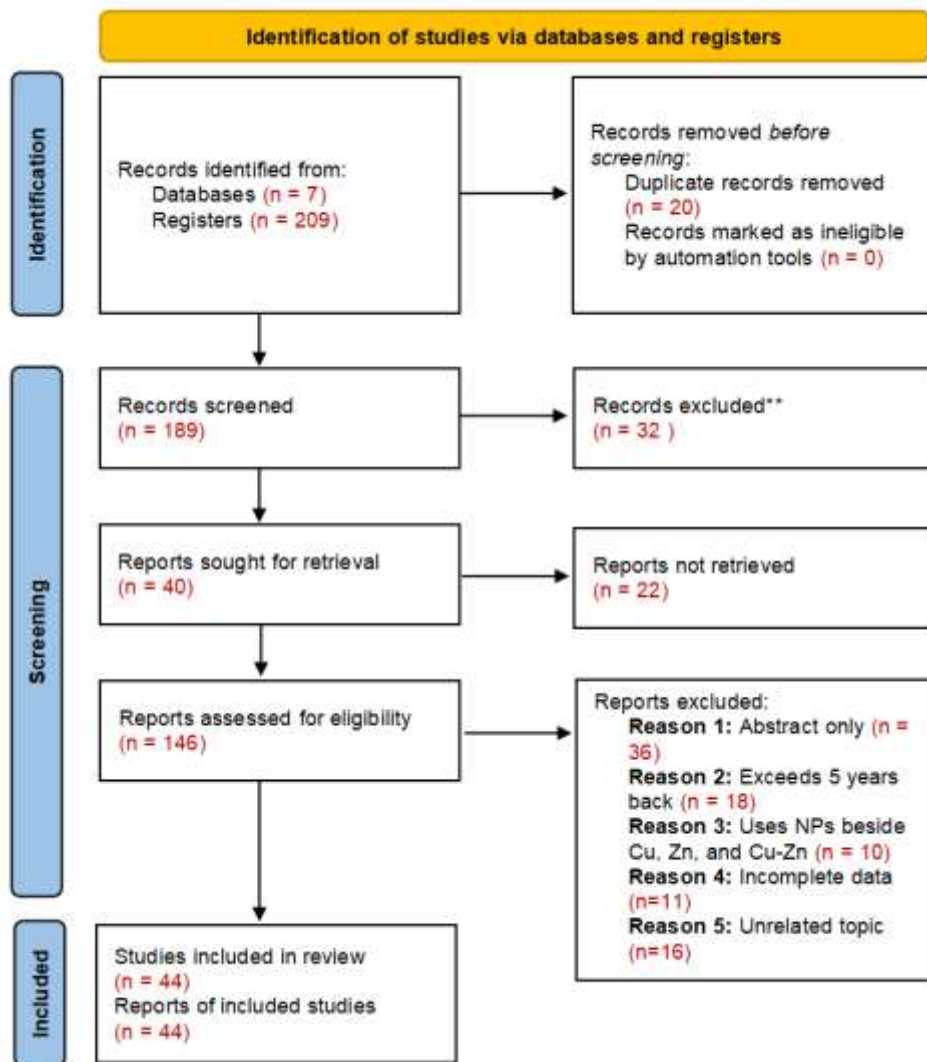 Identification of studies via databases and registers
Identification
Records identified from:
Databases (n = 7)
Registers (n = 209)
Records removed before
screening:
Duplicate records removed
(n = 20)
Records marked as ineligible
by automation tools (n = 0)
Screening
Records screened
(n = 189)
Records excluded**
(n = 32 )
Reports sought for retrieval
(n = 40)
Reports not retrieved
(n = 22)
Reports assessed for eligibility
(n = 146)
Reports excluded:
Reason 1: Abstract only (n =
36)
Reason 2: Exceeds 5 years
back (n = 18)
Reason 3: Uses NPs beside
Cu, Zn, and Cu-Zn (n = 10)
Reason 4: Incomplete data
(n=11)
Reason 5: Unrelated topic
(n=16)
Included
Studies included in review
(n = 44)
Reports of included studies
(n = 44)